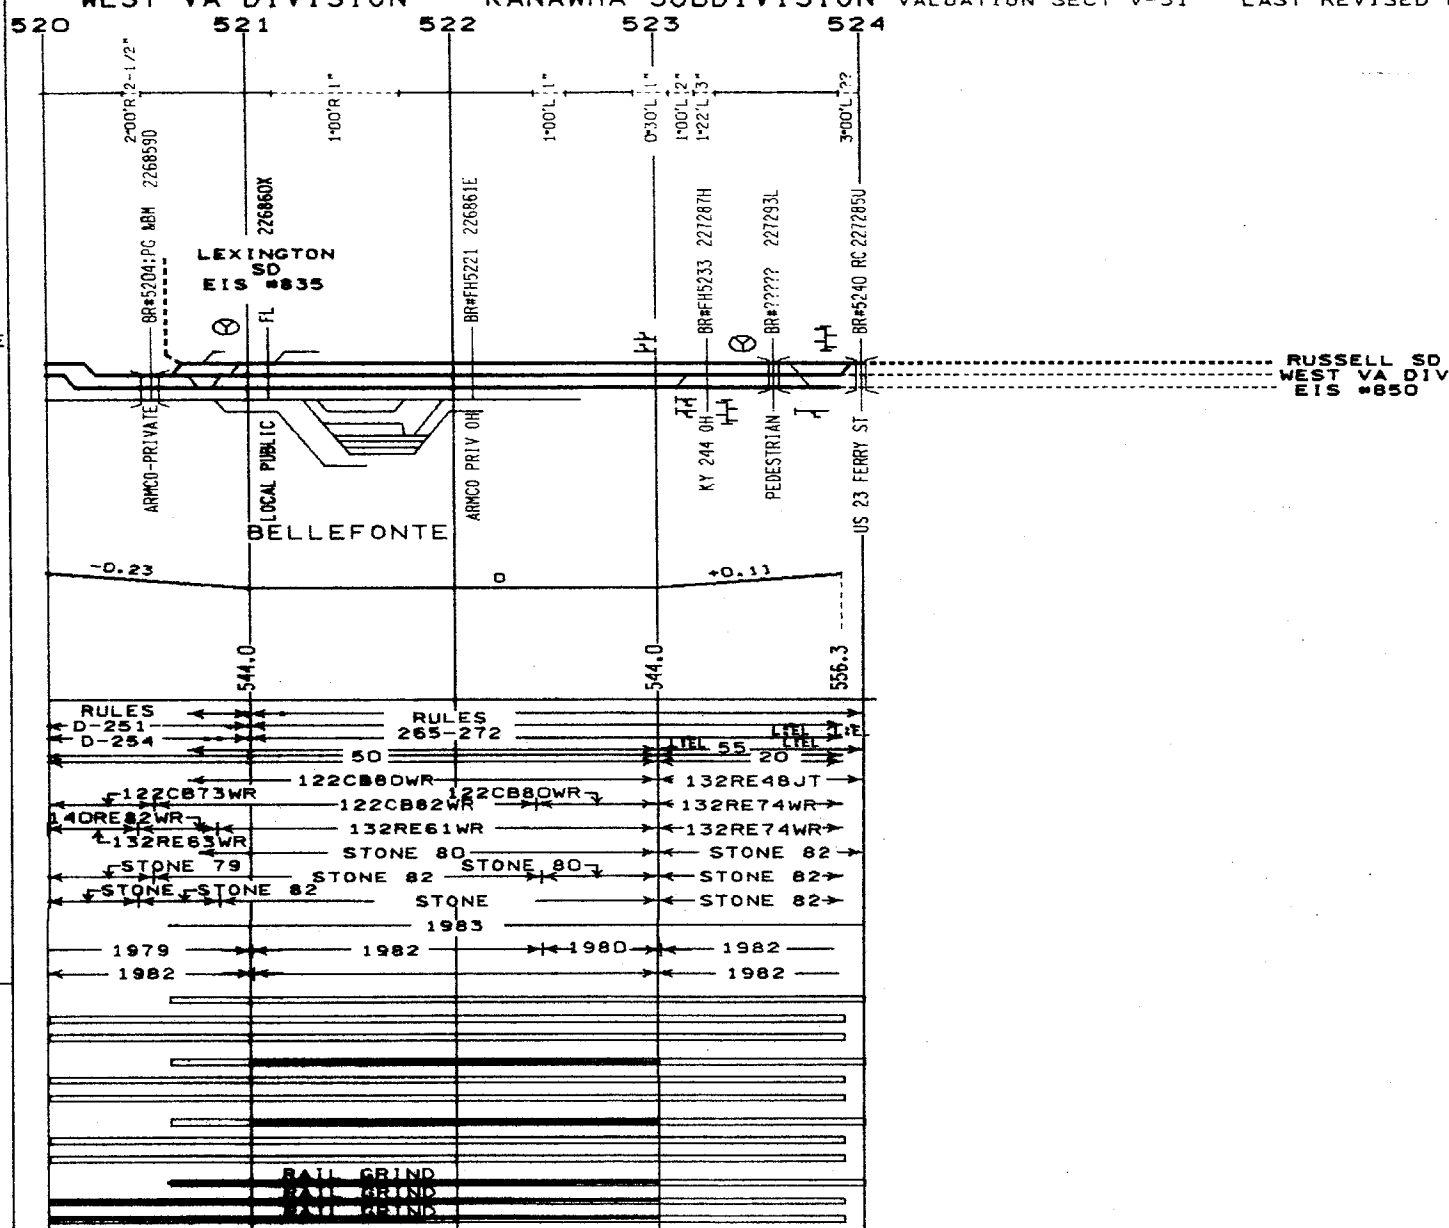 WEST VA DIVISION KANAWHA SUBDIVISION VALUATION SECT V-31 LAST REVISED
520 521 522 523 524
2°00'R 2-1/2"
1°00'R 1"
1°00'L 1"
0°30'L 1"
1°00'L 2"
1°22'L 3"
3°00'L ??
BR#5204:PG MBM 226859D
FL 226860X
BR#FH5221 226861E
BR#FH5233 227287H
BR#????? 227293L
BR#5240 RC 227285U
LEXINGTON
SD
EIS #835
RUSSELL SD
WEST VA DIV
EIS #850
ARMCO-PRIVATE
LOCAL PUBLIC
ARMCO PRIV OH
KY 244 OH
PEDESTRIAN
US 23 FERRY ST
BELLEFONTE
-0.23 0 +0.11
544.0 544.0 556.3
RULES RULES
D-251 265-272
D-254
LTEL LTEL
LTEL 55
50 20
122CB80WR 132RE48JT
122CB73WR 122CB80WR
122CB82WR 132RE74WR
140RE82WR
132RE61WR 132RE74WR
132RE63WR
STONE 80 STONE 82
STONE 79 STONE 80
STONE 82 STONE 82
STONE STONE 82
STONE STONE 82
1983
1979 1982 1980 1982
1982 1982
RAIL GRIND
RAIL GRIND
RAIL GRIND